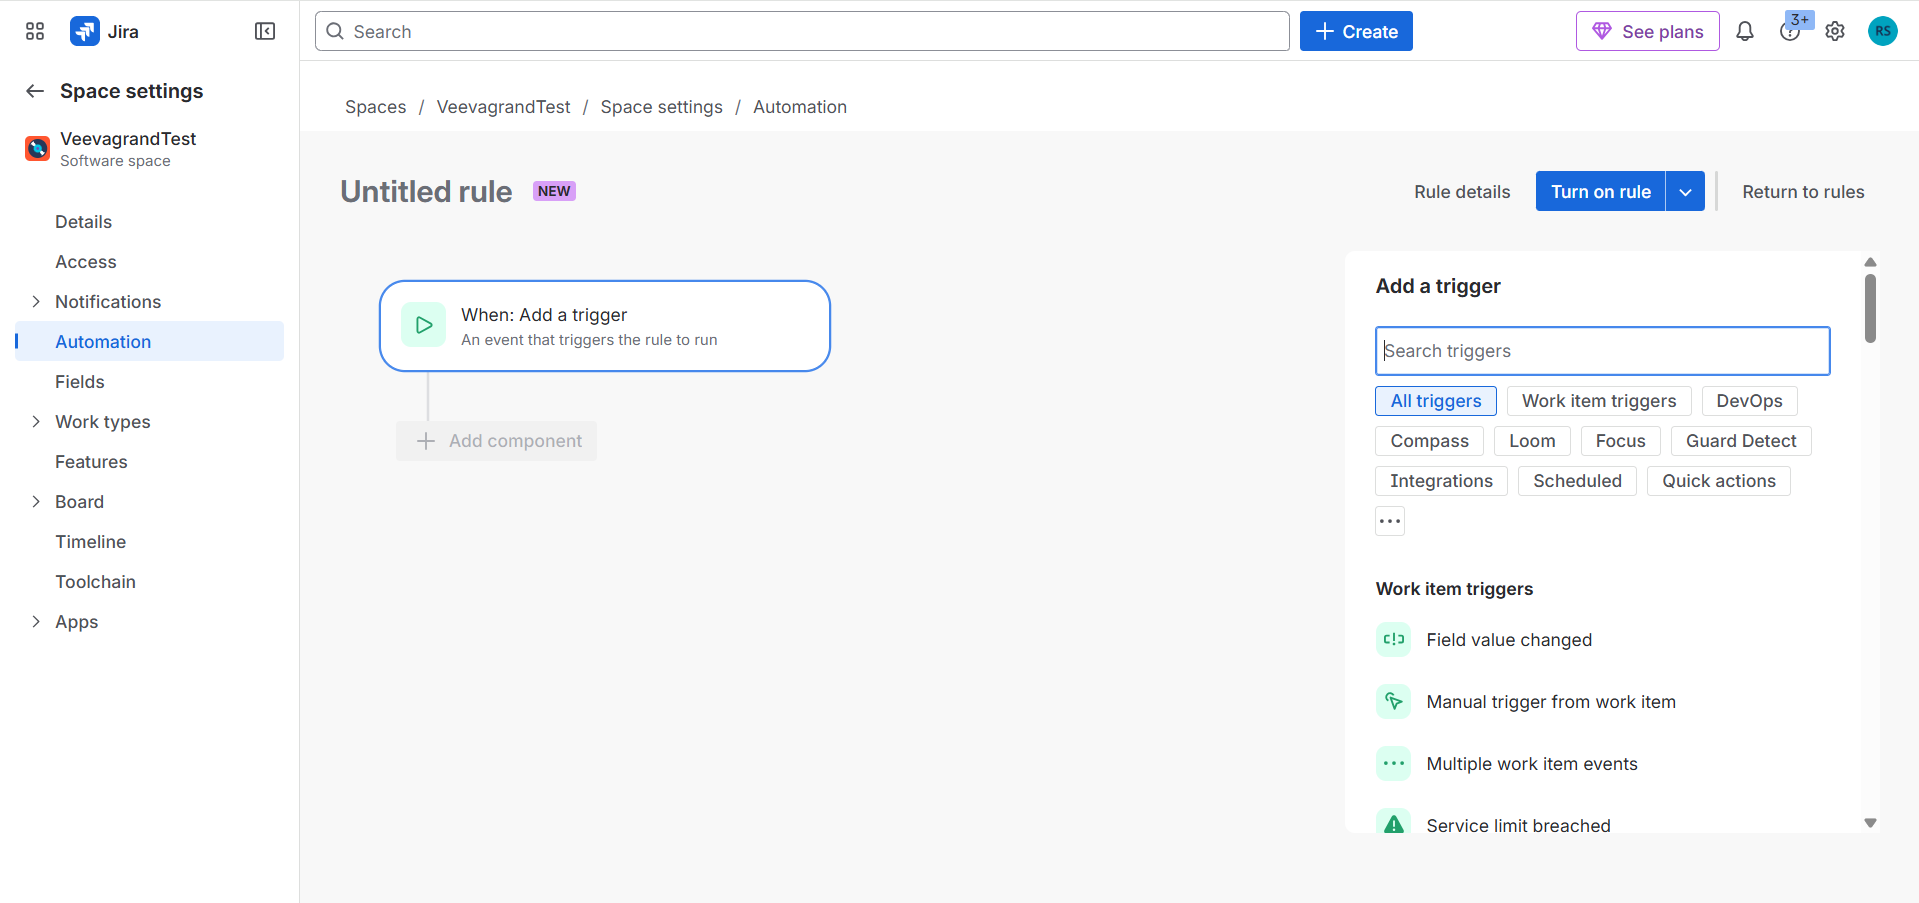 Jira
Search
Create
See plans
3+
RS
Space settings
VeevagrandTest
Software space
Details
Access
Notifications
Automation
Fields
Work types
Features
Board
Timeline
Toolchain
Apps
Spaces / VeevagrandTest / Space settings / Automation
Untitled rule NEW
Rule details
Turn on rule
Return to rules
When: Add a trigger
An event that triggers the rule to run
Add component
Add a trigger
Search triggers
All triggers
Work item triggers
DevOps
Compass
Loom
Focus
Guard Detect
Integrations
Scheduled
Quick actions
Work item triggers
Field value changed
Manual trigger from work item
Multiple work item events
Service limit breached